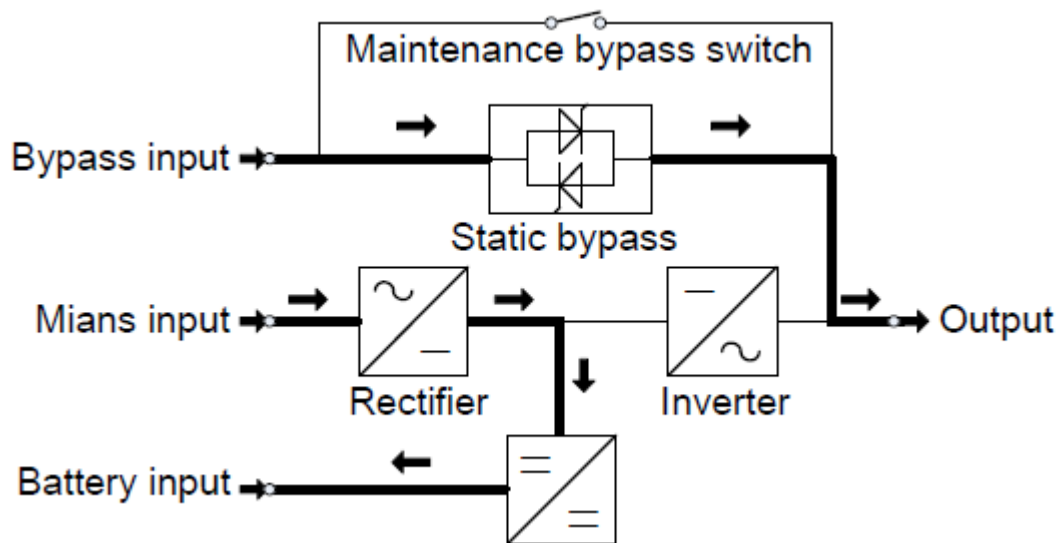 Maintenance bypass switch
Bypass input
Static bypass
Mians input
Output
Rectifier
Inverter
Battery input